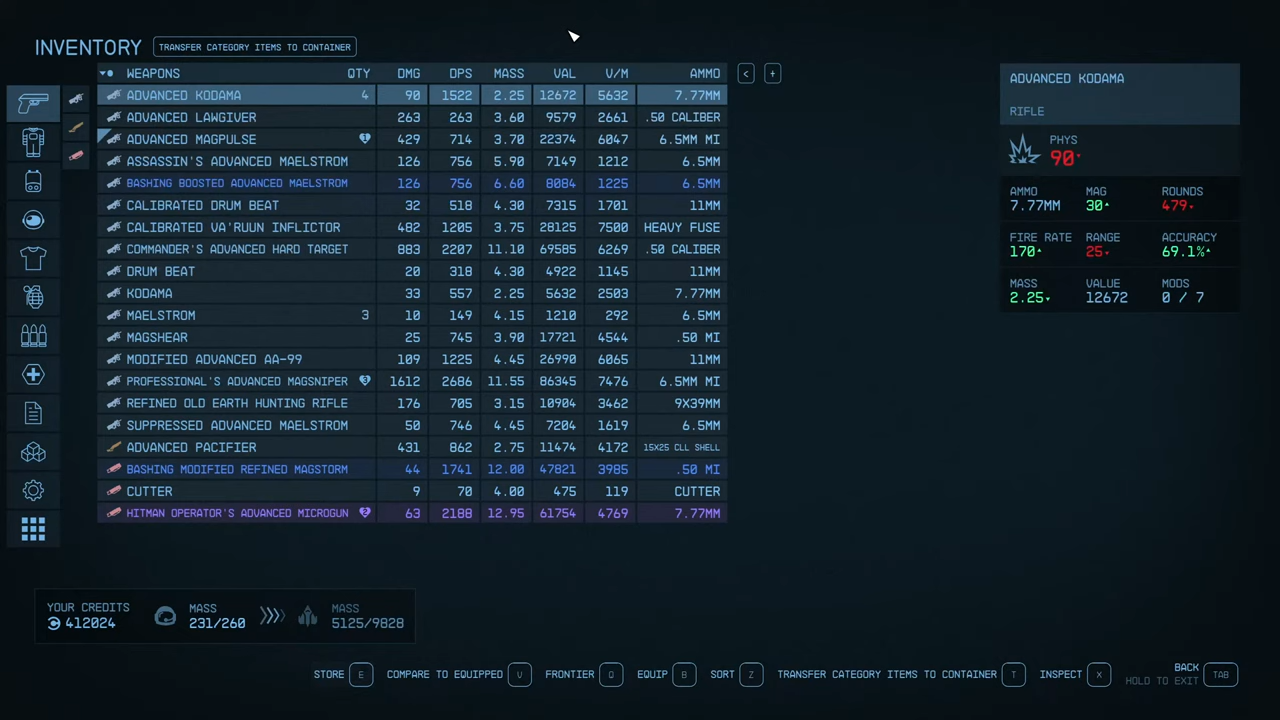 INVENTORY TRANSFER CATEGORY ITEMS TO CONTAINER
WEAPONS QTY DMG DPS MASS VAL V/M AMMO < +
ADVANCED KODAMA 4 90 1522 2.25 12672 5632 7.77MM
ADVANCED LAWGIVER 263 263 3.60 9579 2661 .50 CALIBER
ADVANCED MAGPULSE 1 429 714 3.70 22374 6047 6.5MM MI
ASSASSIN'S ADVANCED MAELSTROM 126 756 5.90 7149 1212 6.5MM
BASHING BOOSTED ADVANCED MAELSTROM 126 756 6.60 8084 1225 6.5MM
CALIBRATED DRUM BEAT 32 518 4.30 7315 1701 11MM
CALIBRATED VA'RUUN INFLICTOR 482 1205 3.75 28125 7500 HEAVY FUSE
COMMANDER'S ADVANCED HARD TARGET 883 2207 11.10 69585 6269 .50 CALIBER
DRUM BEAT 20 318 4.30 4922 1145 11MM
KODAMA 33 557 2.25 5632 2503 7.77MM
MAELSTROM 3 10 149 4.15 1210 292 6.5MM
MAGSHEAR 25 745 3.90 17721 4544 .50 MI
MODIFIED ADVANCED AA-99 109 1225 4.45 26990 6065 11MM
PROFESSIONAL'S ADVANCED MAGSNIPER 3 1612 2686 11.55 86345 7476 6.5MM MI
REFINED OLD EARTH HUNTING RIFLE 176 705 3.15 10904 3462 9X39MM
SUPPRESSED ADVANCED MAELSTROM 50 746 4.45 7204 1619 6.5MM
ADVANCED PACIFIER 431 862 2.75 11474 4172 15X25 CLL SHELL
BASHING MODIFIED REFINED MAGSTORM 44 1741 12.00 47821 3985 .50 MI
CUTTER 9 70 4.00 475 119 CUTTER
HITMAN OPERATOR'S ADVANCED MICROGUN 2 63 2188 12.95 61754 4769 7.77MM
ADVANCED KODAMA
RIFLE
PHYS
90
AMMO MAG ROUNDS
7.77MM 30 479
FIRE RATE RANGE ACCURACY
170 25 69.1%
MASS VALUE MODS
2.25 12672 0 / 7
YOUR CREDITS MASS MASS
412024 231/260 5125/9828
STORE E COMPARE TO EQUIPPED V FRONTIER Q EQUIP B SORT Z TRANSFER CATEGORY ITEMS TO CONTAINER T INSPECT X BACK TAB
HOLD TO EXIT